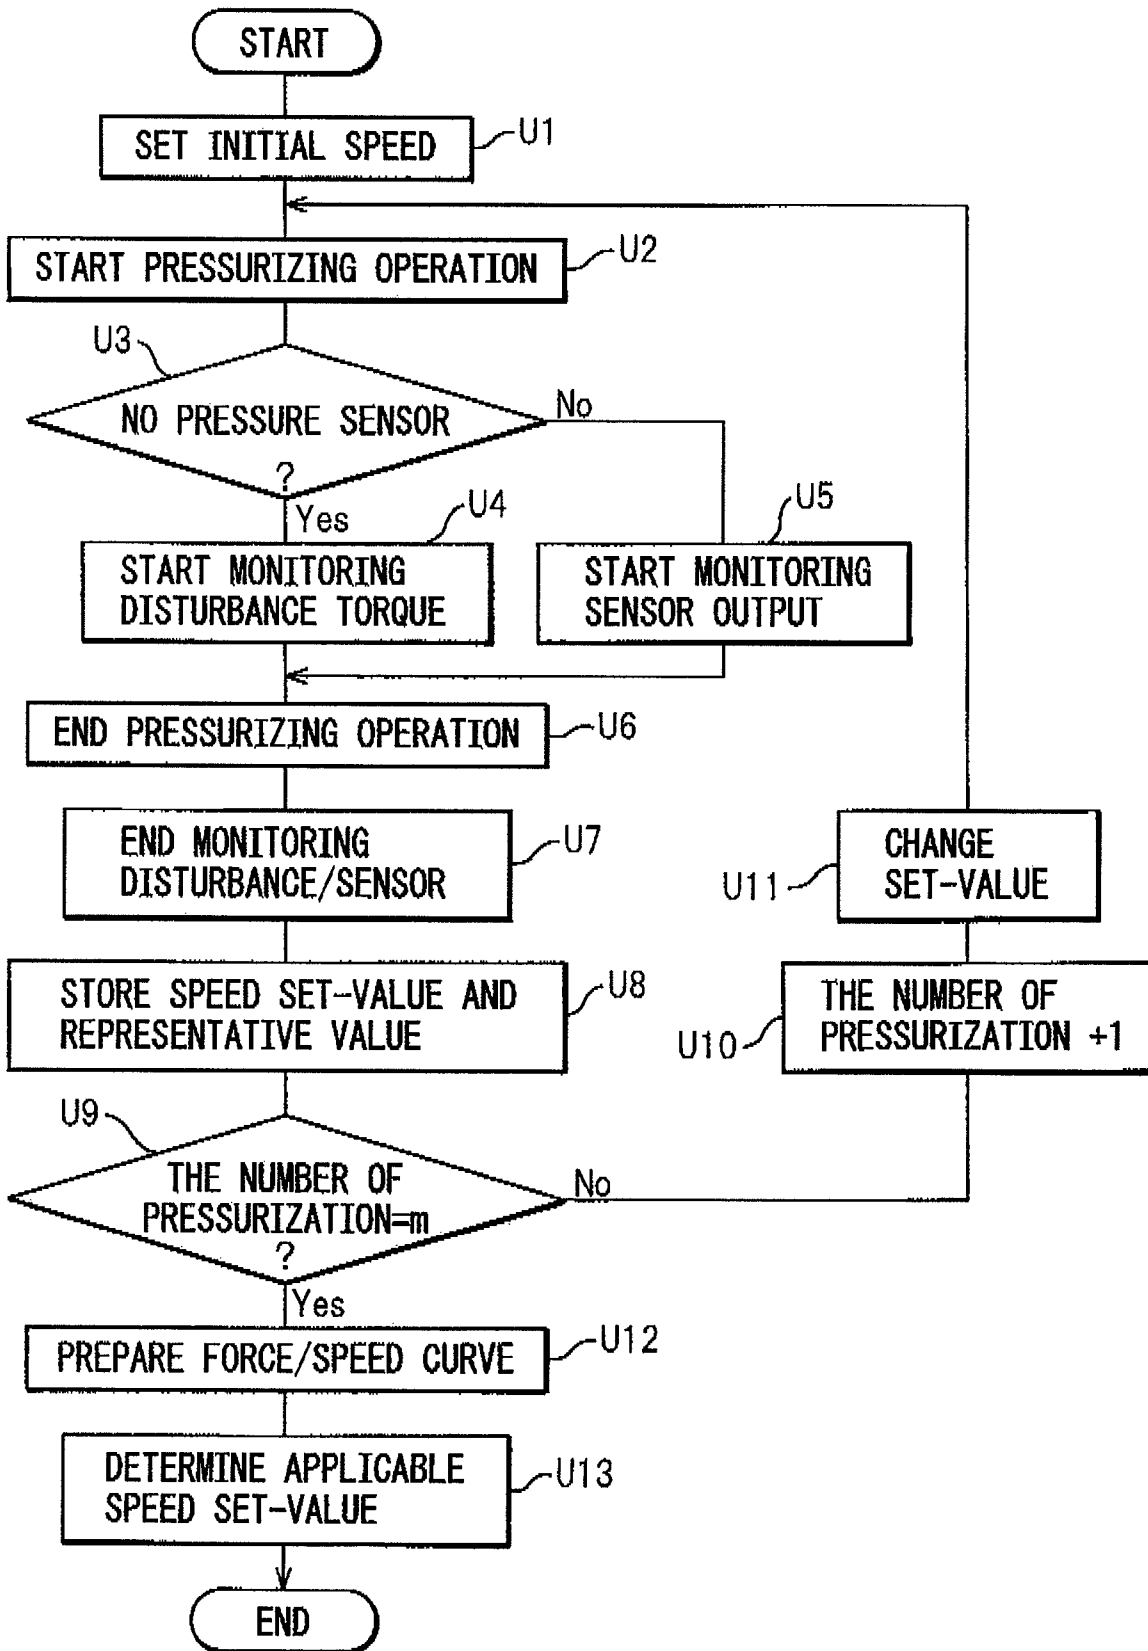 START
SET INITIAL SPEED
U1
START PRESSURIZING OPERATION
U2
U3
NO PRESSURE SENSOR
?
No
Yes
U4
START MONITORING
DISTURBANCE TORQUE
U5
START MONITORING
SENSOR OUTPUT
END PRESSURIZING OPERATION
U6
END MONITORING
DISTURBANCE/SENSOR
U7
CHANGE
SET-VALUE
U11
STORE SPEED SET-VALUE AND
REPRESENTATIVE VALUE
U8
THE NUMBER OF
PRESSURIZATION +1
U10
U9
THE NUMBER OF
PRESSURIZATION=m
?
No
Yes
PREPARE FORCE/SPEED CURVE
U12
DETERMINE APPLICABLE
SPEED SET-VALUE
U13
END